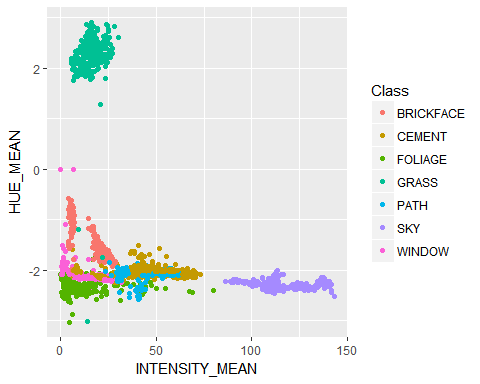 2
0
-2
HUE_MEAN
0
50
100
150
INTENSITY_MEAN
Class
BRICKFACE
CEMENT
FOLIAGE
GRASS
PATH
SKY
WINDOW